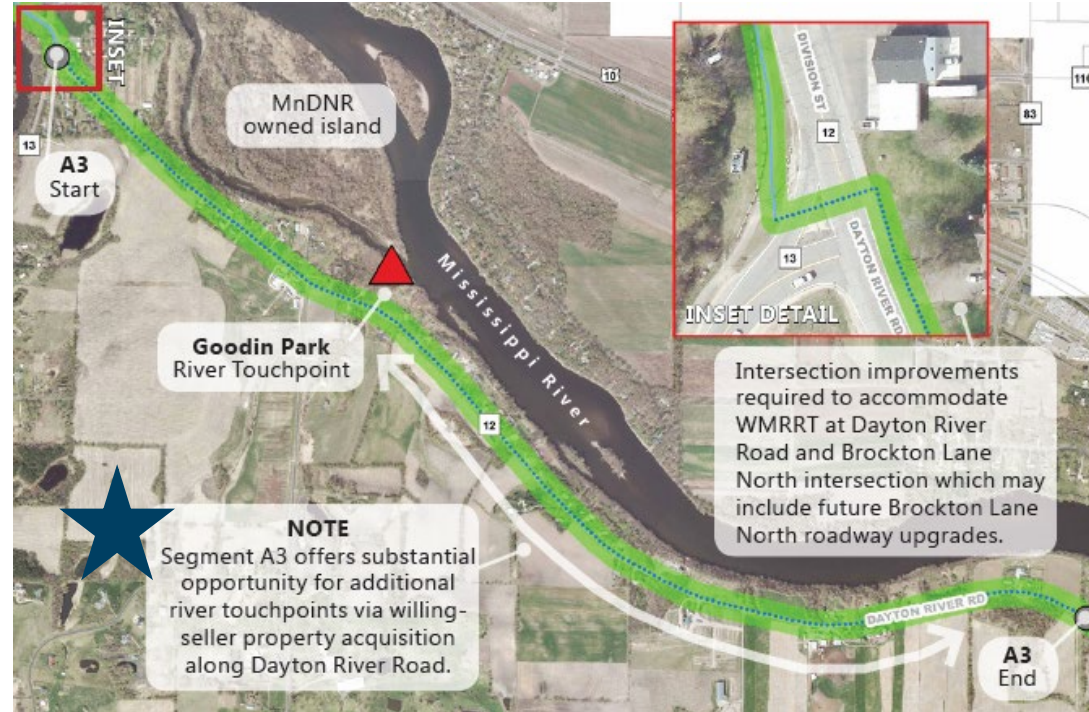 INSET
13
A3
Start
MnDNR
owned island
10
Mississippi River
Goodin Park
River Touchpoint
12
NOTE
Segment A3 offers substantial
opportunity for additional
river touchpoints via willing-
seller property acquisition
along Dayton River Road.
DIVISION ST
12
13
DAYTON RIVER RD
INSET DETAIL
83
116
Intersection improvements
required to accommodate
WMRRT at Dayton River
Road and Brockton Lane
North intersection which may
include future Brockton Lane
North roadway upgrades.
DAYTON RIVER RD
A3
End